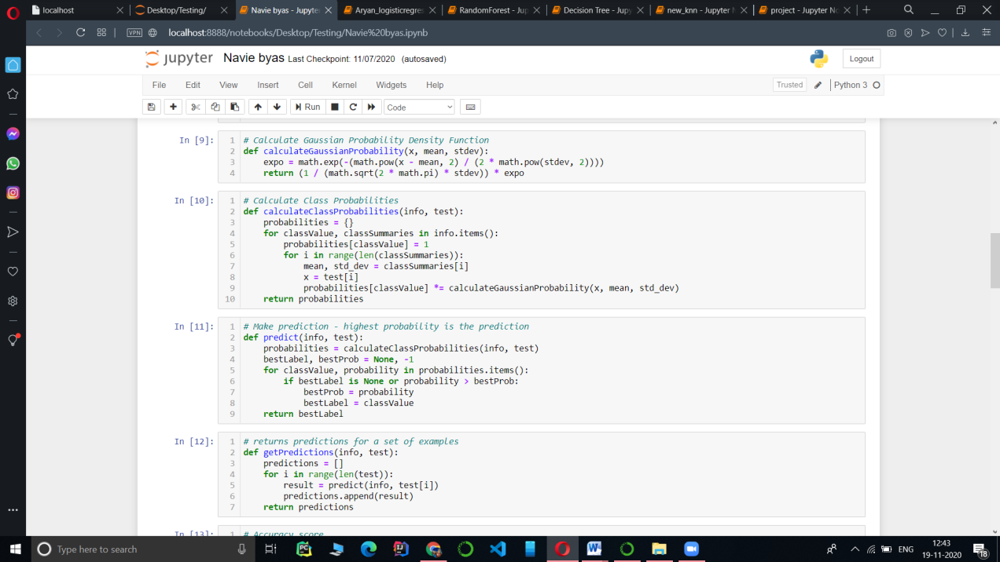 localhost
Desktop/Testing/
Navie byas - Jupyte
Aryan_logisticregres
RandomForest - Jup
Decision Tree - Jupy
new_knn - Jupyter N
project - Jupyter No
VPN
localhost:8888/notebooks/Desktop/Testing/Navie%20byas.ipynb
jupyter Navie byas Last Checkpoint: 11/07/2020 (autosaved)
Logout
File Edit View Insert Cell Kernel Widgets Help
Trusted
Python 3
Run
Code
In [9]:
1 # Calculate Gaussian Probability Density Function
2 def calculateGaussianProbability(x, mean, stdev):
3     expo = math.exp(-(math.pow(x - mean, 2) / (2 * math.pow(stdev, 2))))
4     return (1 / (math.sqrt(2 * math.pi) * stdev)) * expo
In [10]:
1 # Calculate Class Probabilities
2 def calculateClassProbabilities(info, test):
3     probabilities = {}
4     for classValue, classSummaries in info.items():
5         probabilities[classValue] = 1
6         for i in range(len(classSummaries)):
7             mean, std_dev = classSummaries[i]
8             x = test[i]
9             probabilities[classValue] *= calculateGaussianProbability(x, mean, std_dev)
10     return probabilities
In [11]:
1 # Make prediction - highest probability is the prediction
2 def predict(info, test):
3     probabilities = calculateClassProbabilities(info, test)
4     bestLabel, bestProb = None, -1
5     for classValue, probability in probabilities.items():
6         if bestLabel is None or probability > bestProb:
7             bestProb = probability
8             bestLabel = classValue
9     return bestLabel
In [12]:
1 # returns predictions for a set of examples
2 def getPredictions(info, test):
3     predictions = []
4     for i in range(len(test)):
5         result = predict(info, test[i])
6         predictions.append(result)
7     return predictions
In [13]:
1 # Accuracy score
Type here to search
ENG
12:43
19-11-2020
18